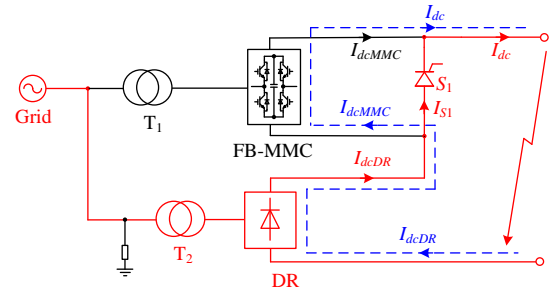 I_dc
I_dcMMC
I_dc
S_1
I_S1
I_dcMMC
Grid
T_1
FB-MMC
I_dcDR
T_2
I_dcDR
DR